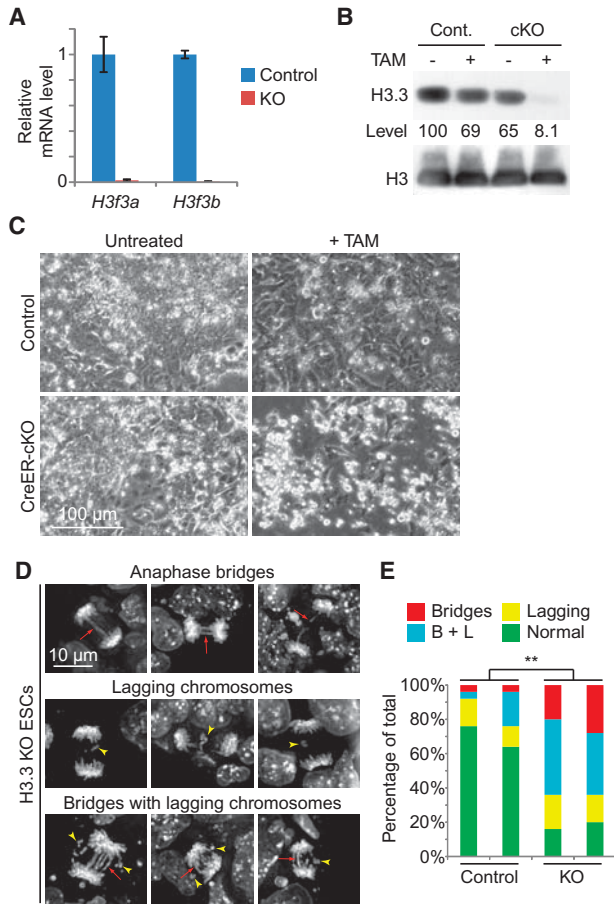 A
Relative
mRNA level
1
0
H3f3a
H3f3b
Control
KO
B
Cont.
cKO
TAM - + - +
H3.3
Level 100 69 65 8.1
H3
C
Untreated
+ TAM
Control
CreER-cKO
100 µm
D
H3.3 KO ESCs
Anaphase bridges
10 µm
Lagging chromosomes
Bridges with lagging chromosomes
E
Bridges
Lagging
B + L
Normal
**
Percentage of total
100%
80%
60%
40%
20%
0%
Control
KO